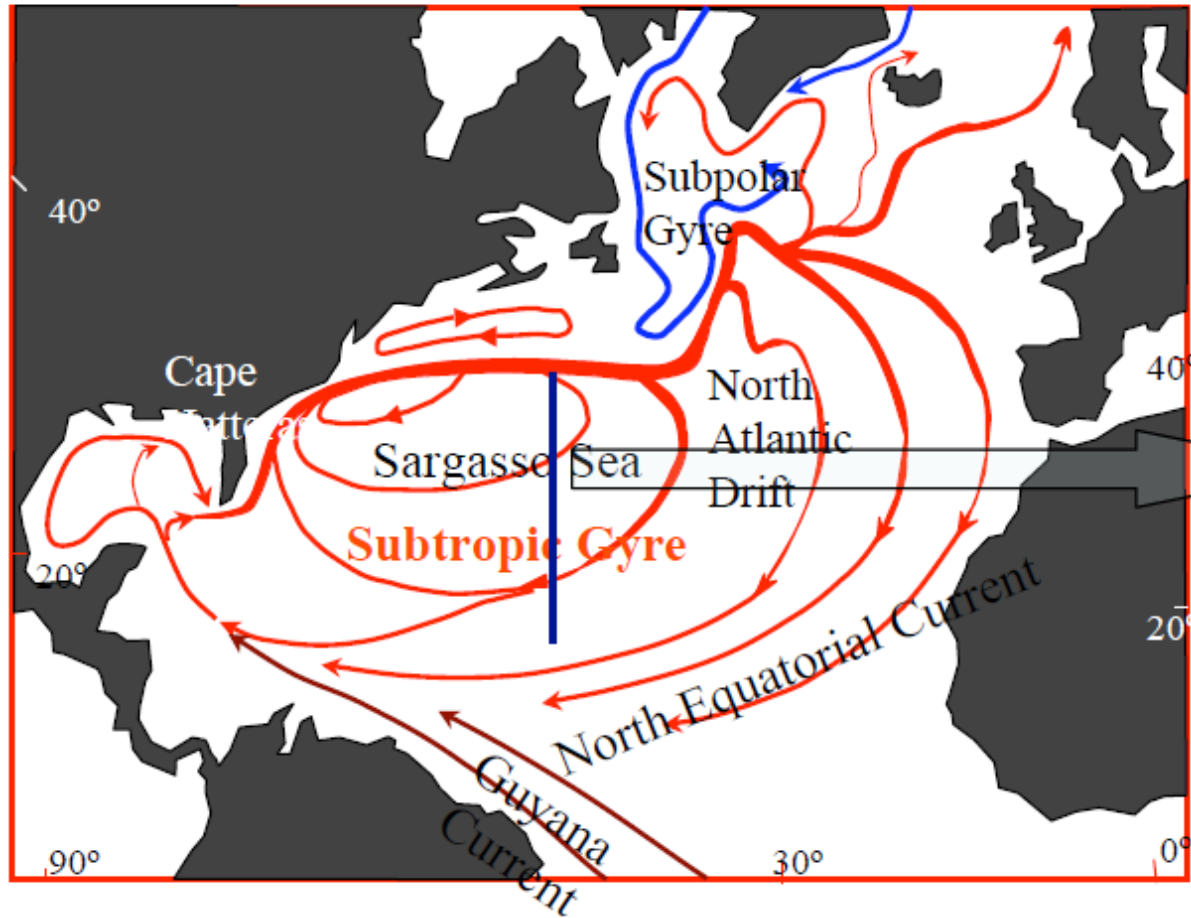 Subpolar
Gyre
40º
Cape
Hatteras
North
Atlantic
Drift
40º
Sargasso Sea
Subtropic Gyre
20º
20º
North Equatorial Current
Guyana
Current
90º
30º
0º